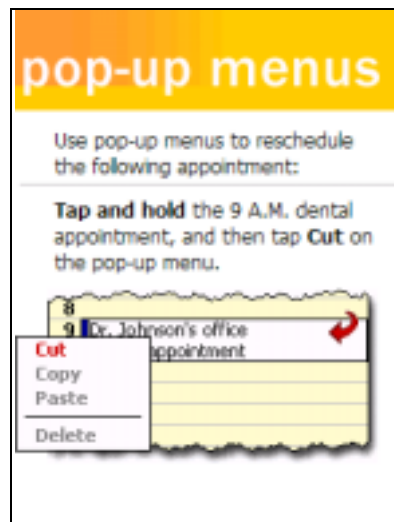 pop-up menus
Use pop-up menus to reschedule
the following appointment:
Tap and hold the 9 A.M. dental
appointment, and then tap Cut on
the pop-up menu.
8
9 Dr. Johnson's office
appointment
Cut
Copy
Paste
Delete